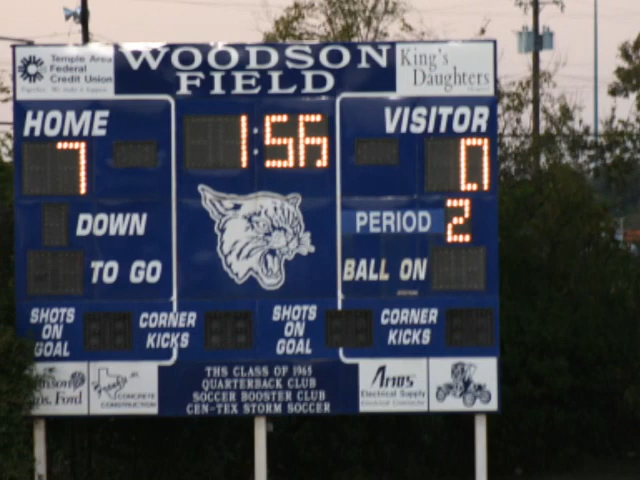 Temple Area
Federal
Credit Union
WOODSON
FIELD
King's
Daughters
HOME
VISITOR
7
1:56
0
DOWN
PERIOD 2
TO GO
BALL ON
SHOTS
ON
GOAL
CORNER
KICKS
SHOTS
ON
GOAL
CORNER
KICKS
Ford
CONCRETE
CONSTRUCTION
THS CLASS OF 1965
QUARTERBACK CLUB
SOCCER BOOSTER CLUB
CEN-TEX STORM SOCCER
Electrical Supply